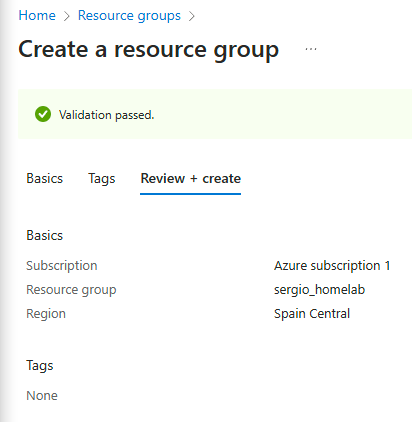 Home > Resource groups >
Create a resource group ...
Validation passed.
Basics Tags Review + create
Basics
Subscription Azure subscription 1
Resource group sergio_homelab
Region Spain Central
Tags
None